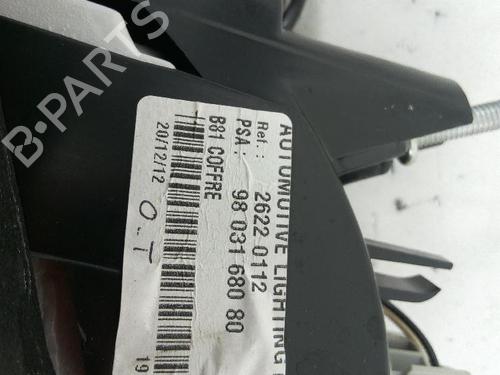 B-PARTS
AUTOMOTIVE LIGHTING
Ref.: 2622 0112
PSA: 98 031 680 80
B81 COFFRE
20/12/12
O.T
19